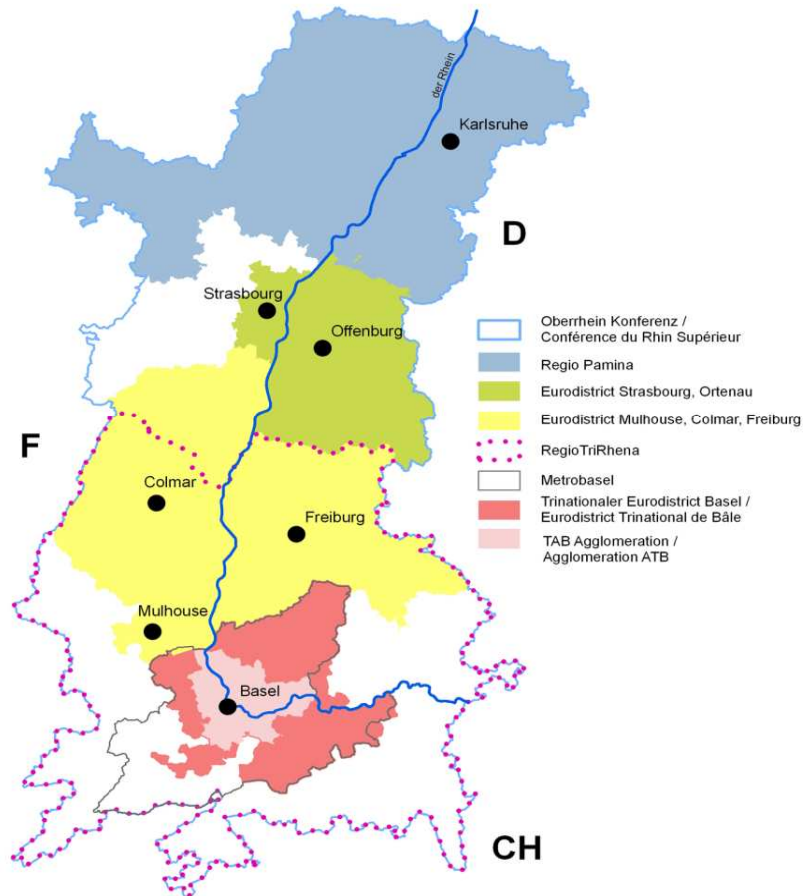 der Rhein
Karlsruhe
D
Strasbourg
Offenburg
Oberrhein Konferenz /
Conférence du Rhin Supérieur
Regio Pamina
Eurodistrict Strasbourg, Ortenau
Eurodistrict Mulhouse, Colmar, Freiburg
F
RegioTriRhena
Colmar
Metrobasel
Trinationaler Eurodistrict Basel /
Eurodistrict Trinational de Bâle
Freiburg
TAB Agglomeration /
Agglomeration ATB
Mulhouse
Basel
CH